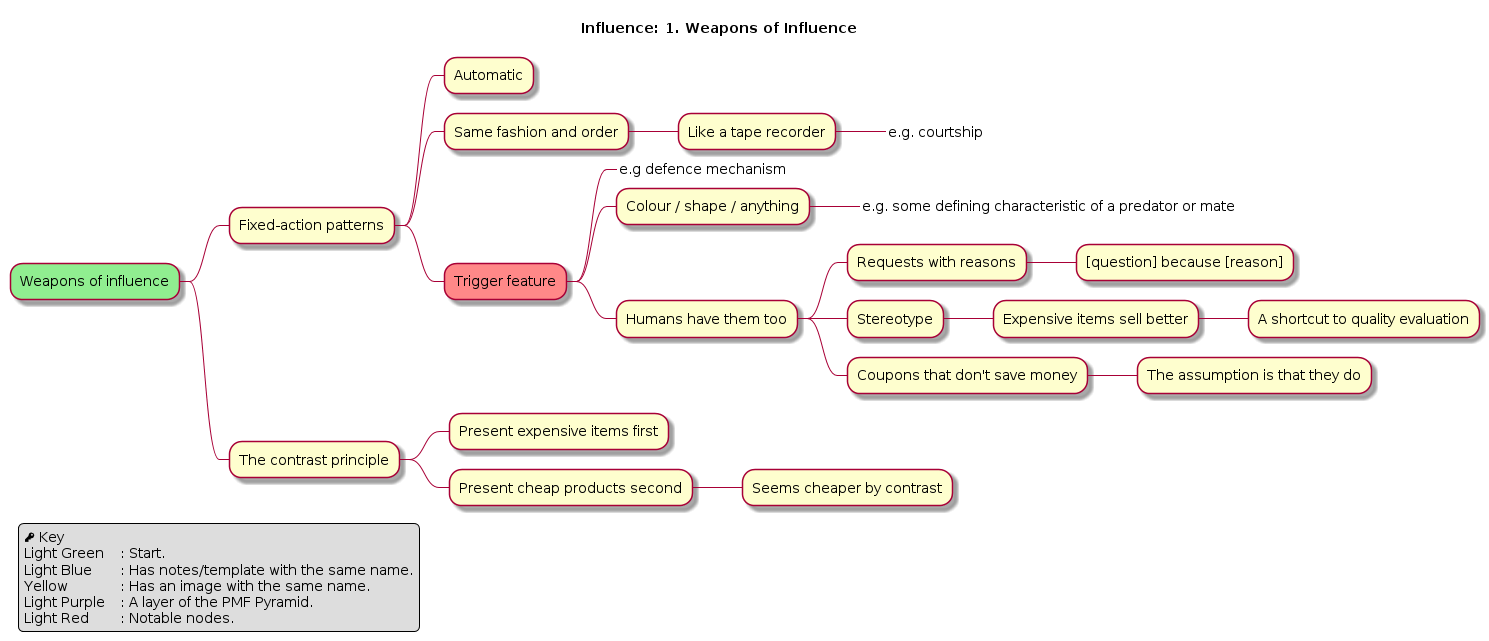 Influence: 1. Weapons of Influence
Automatic
Same fashion and order
Like a tape recorder
e.g. courtship
e.g defence mechanism
Fixed-action patterns
Colour / shape / anything
e.g. some defining characteristic of a predator or mate
Weapons of influence
Trigger feature
Requests with reasons
[question] because [reason]
Humans have them too
Stereotype
Expensive items sell better
A shortcut to quality evaluation
Coupons that don't save money
The assumption is that they do
The contrast principle
Present expensive items first
Present cheap products second
Seems cheaper by contrast
Key
Light Green : Start.
Light Blue : Has notes/template with the same name.
Yellow : Has an image with the same name.
Light Purple : A layer of the PMF Pyramid.
Light Red : Notable nodes.